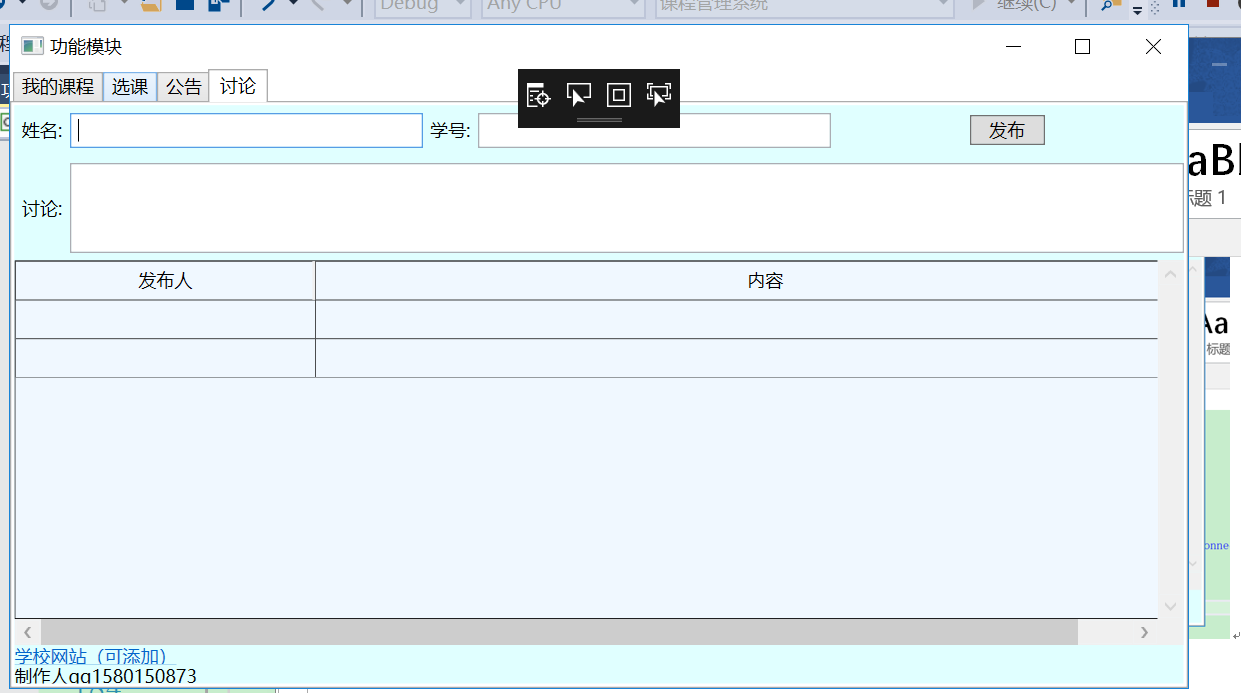 Debug
Any CPU
课程管理系统
继续(C)
功能模块
我的课程 选课 公告 讨论
姓名: 学号: 发布
讨论:
发布人 内容
学校网站（可添加）
制作人qq1580150873
aBl
标题 1
Aa
标题
onne